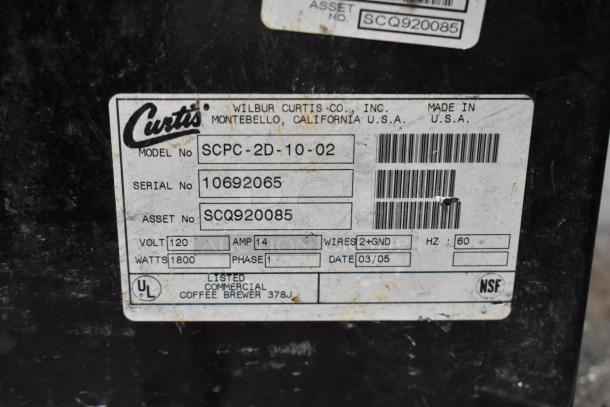 ASSET
NO. SCQ920085
Curtis® WILBUR CURTIS CO., INC. MADE IN
MONTEBELLO, CALIFORNIA U.S.A. U.S.A.
MODEL No SCPC-2D-10-02
SERIAL No 10692065
ASSET No SCQ920085
VOLT 120 AMP 14 WIRES 2+GND HZ : 60
WATTS 1800 PHASE 1 DATE 03/05
UL LISTED NSF
COMMERCIAL
COFFEE BREWER 378J